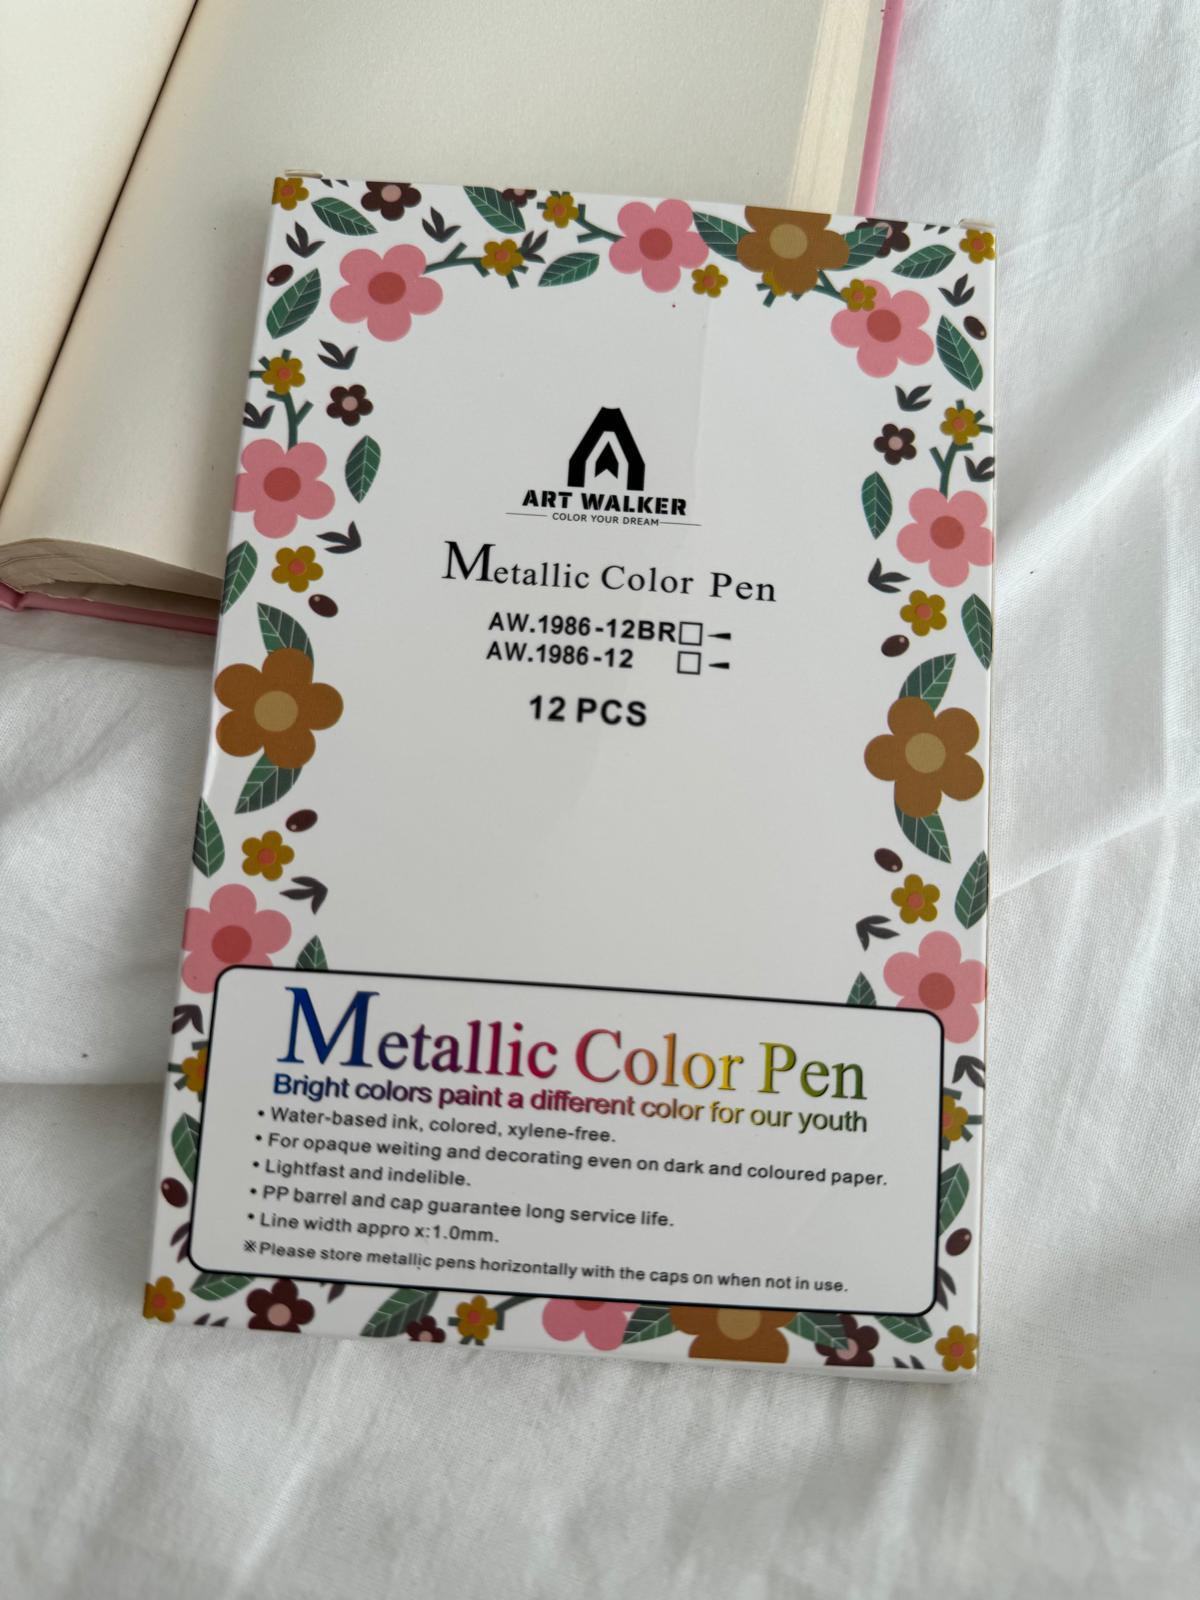 ART WALKER
COLOR YOUR DREAM
Metallic Color Pen
AW.1986-12BR
AW.1986-12
12 PCS
Metallic Color Pen
Bright colors paint a different color for our youth
• Water-based ink, colored, xylene-free.
• For opaque weiting and decorating even on dark and coloured paper.
• Lightfast and indelible.
• PP barrel and cap guarantee long service life.
• Line width appro x:1.0mm.
※Please store metallic pens horizontally with the caps on when not in use.